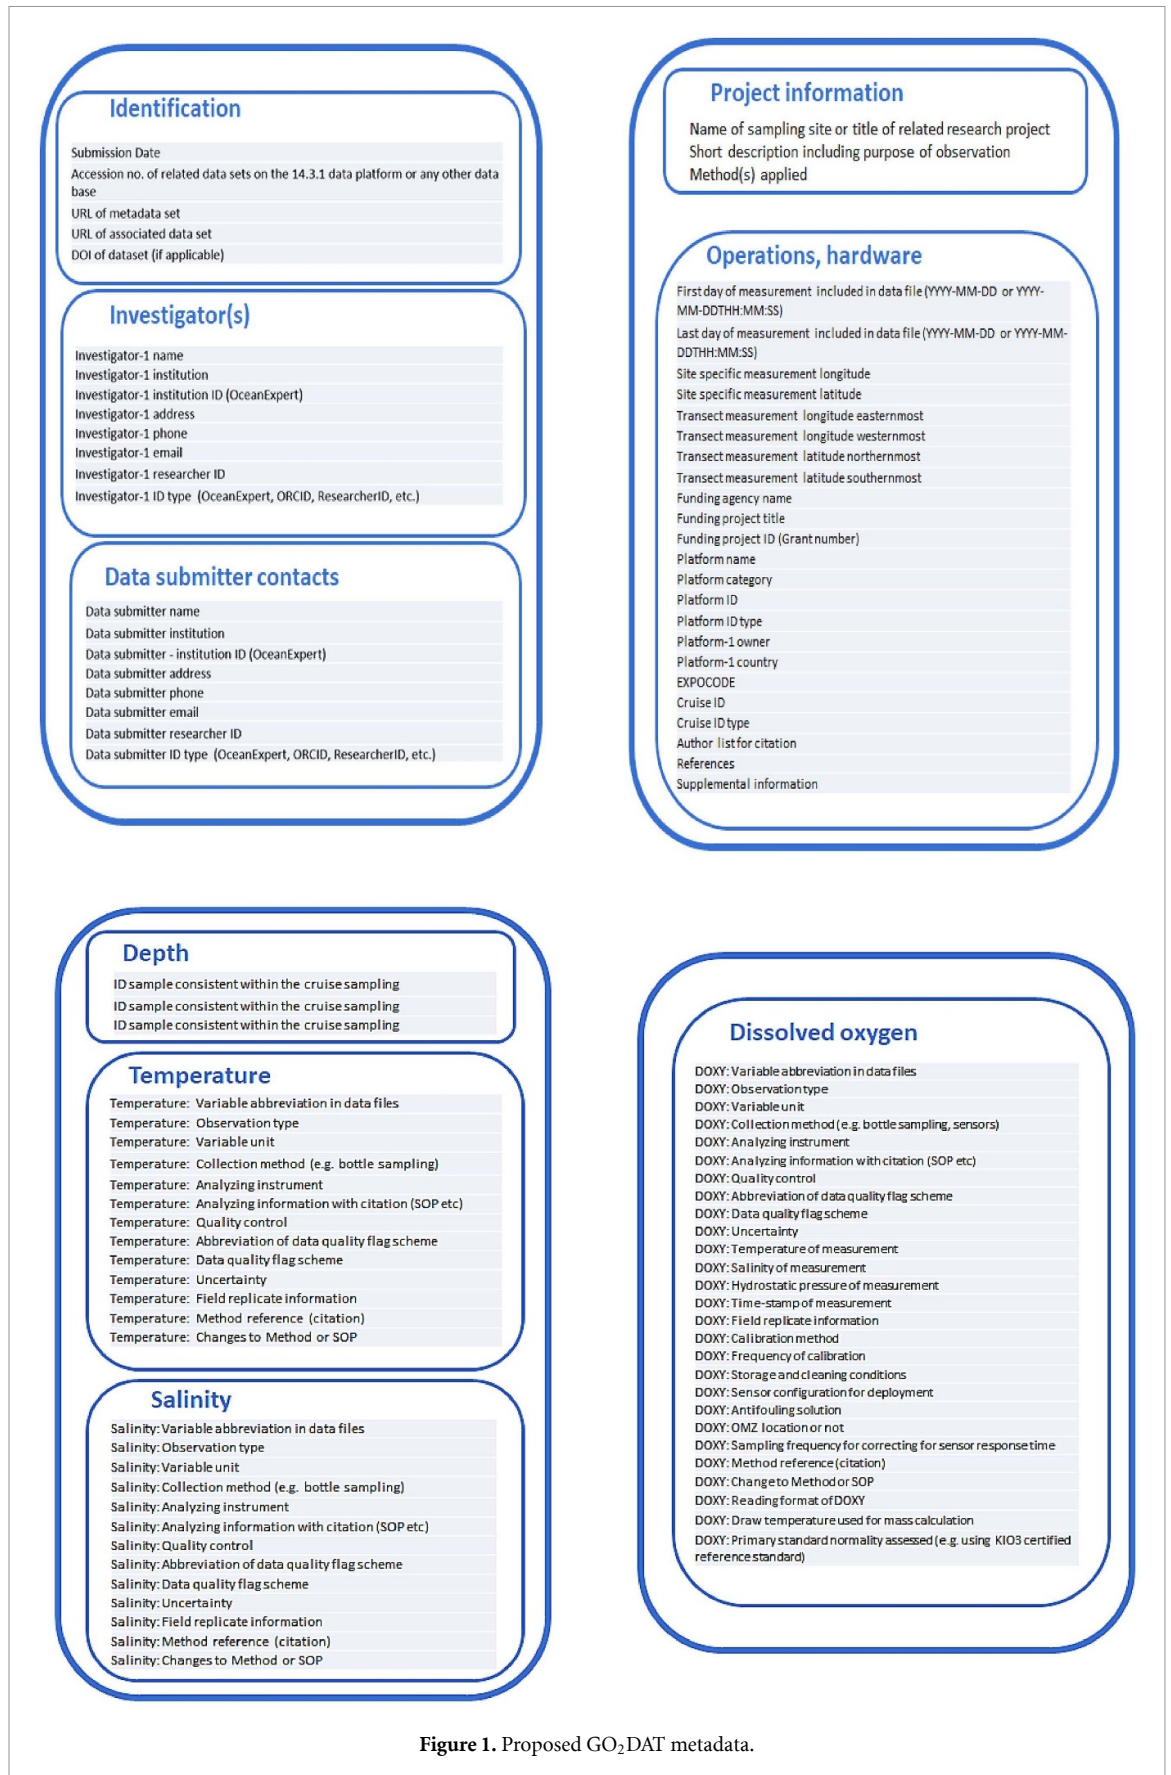 Identification
Submission Date
Accession no. of related data sets on the 14.3.1 data platform or any other data
base
URL of metadata set
URL of associated data set
DOI of dataset (if applicable)
Investigator(s)
Investigator-1 name
Investigator-1 institution
Investigator-1 institution ID (OceanExpert)
Investigator-1 address
Investigator-1 phone
Investigator-1 email
Investigator-1 researcher ID
Investigator-1 ID type (OceanExpert, ORCID, ResearcherID, etc.)
Data submitter contacts
Data submitter name
Data submitter institution
Data submitter - institution ID (OceanExpert)
Data submitter address
Data submitter phone
Data submitter email
Data submitter researcher ID
Data submitter ID type (OceanExpert, ORCID, ResearcherID, etc.)
Project information
Name of sampling site or title of related research project
Short description including purpose of observation
Method(s) applied
Operations, hardware
First day of measurement included in data file (YYYY-MM-DD or YYYY-
MM-DDTHH:MM:SS)
Last day of measurement included in data file (YYYY-MM-DD or YYYY-MM-
DDTHH:MM:SS)
Site specific measurement longitude
Site specific measurement latitude
Transect measurement longitude easternmost
Transect measurement longitude westernmost
Transect measurement latitude northernmost
Transect measurement latitude southernmost
Funding agency name
Funding project title
Funding project ID (Grant number)
Platform name
Platform category
Platform ID
Platform ID type
Platform-1 owner
Platform-1 country
EXPOCODE
Cruise ID
Cruise ID type
Author list for citation
References
Supplemental information
Depth
ID sample consistent within the cruise sampling
ID sample consistent within the cruise sampling
ID sample consistent within the cruise sampling
Temperature
Temperature: Variable abbreviation in data files
Temperature: Observation type
Temperature: Variable unit
Temperature: Collection method (e.g. bottle sampling)
Temperature: Analyzing instrument
Temperature: Analyzing information with citation (SOP etc)
Temperature: Quality control
Temperature: Abbreviation of data quality flag scheme
Temperature: Data quality flag scheme
Temperature: Uncertainty
Temperature: Field replicate information
Temperature: Method reference (citation)
Temperature: Changes to Method or SOP
Salinity
Salinity: Variable abbreviation in data files
Salinity: Observation type
Salinity: Variable unit
Salinity: Collection method (e.g. bottle sampling)
Salinity: Analyzing instrument
Salinity: Analyzing information with citation (SOP etc)
Salinity: Quality control
Salinity: Abbreviation of data quality flag scheme
Salinity: Data quality flag scheme
Salinity: Uncertainty
Salinity: Field replicate information
Salinity: Method reference (citation)
Salinity: Changes to Method or SOP
Dissolved oxygen
DOXY: Variable abbreviation in data files
DOXY: Observation type
DOXY: Variable unit
DOXY: Collection method (e.g. bottle sampling, sensors)
DOXY: Analyzing instrument
DOXY: Analyzing information with citation (SOP etc)
DOXY: Quality control
DOXY: Abbreviation of data quality flag scheme
DOXY: Data quality flag scheme
DOXY: Uncertainty
DOXY: Temperature of measurement
DOXY: Salinity of measurement
DOXY: Hydrostatic pressure of measurement
DOXY: Time-stamp of measurement
DOXY: Field replicate information
DOXY: Calibration method
DOXY: Frequency of calibration
DOXY: Storage and cleaning conditions
DOXY: Sensor configuration for deployment
DOXY: Antifouling solution
DOXY: OMZ location or not
DOXY: Sampling frequency for correcting for sensor response time
DOXY: Method reference (citation)
DOXY: Change to Method or SOP
DOXY: Reading format of DOXY
DOXY: Draw temperature used for mass calculation
DOXY: Primary standard normality assessed (e.g. using KIO3 certified
reference standard)
Figure 1. Proposed GO₂DAT metadata.